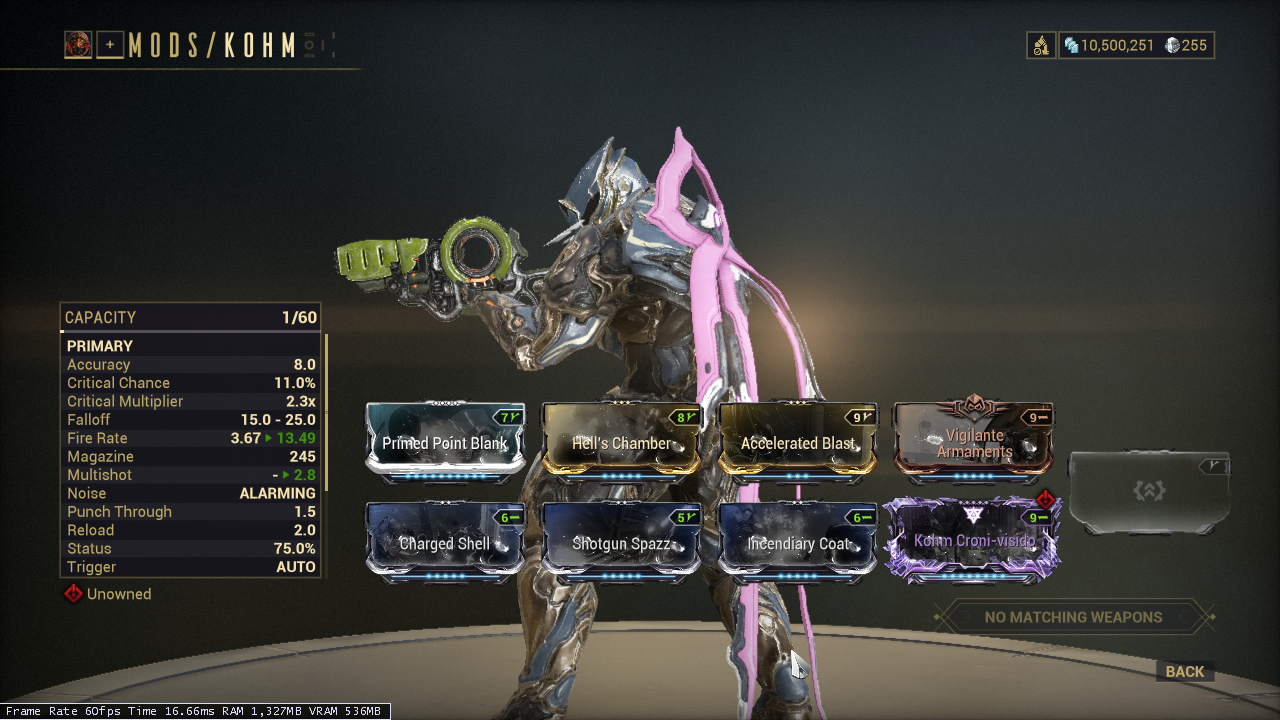 MODS/KOHM
10,500,251 255
CAPACITY 1/60
PRIMARY
Accuracy 8.0
Critical Chance 11.0%
Critical Multiplier 2.3x
Falloff 15.0 - 25.0
Fire Rate 3.67 ▸ 13.49
Magazine 245
Multishot - ▸ 2.8
Noise ALARMING
Punch Through 1.5
Reload 2.0
Status 75.0%
Trigger AUTO
Unowned
7
Primed Point Blank
8
Hell's Chamber
9
Accelerated Blast
9
Vigilante
Armaments
6
Charged Shell
5
Shotgun Spazz
6
Incendiary Coat
9
Kohm Croni-visido
NO MATCHING WEAPONS
BACK
Frame Rate 60fps Time 16.66ms RAM 1,327MB VRAM 536MB